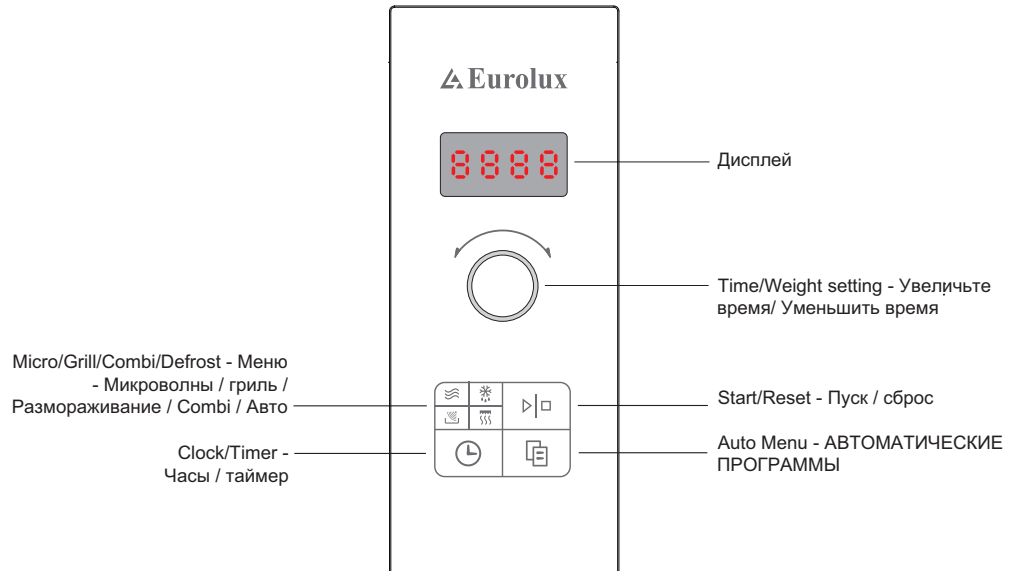 Eurolux
8888
Дисплей
Time/Weight setting - Увеличьте
время/ Уменьшить время
Micro/Grill/Combi/Defrost - Меню
- Микроволны / гриль /
Размораживание / Combi / Авто
Start/Reset - Пуск / сброс
Clock/Timer -
Часы / таймер
Auto Menu - АВТОМАТИЧЕСКИЕ
ПРОГРАММЫ